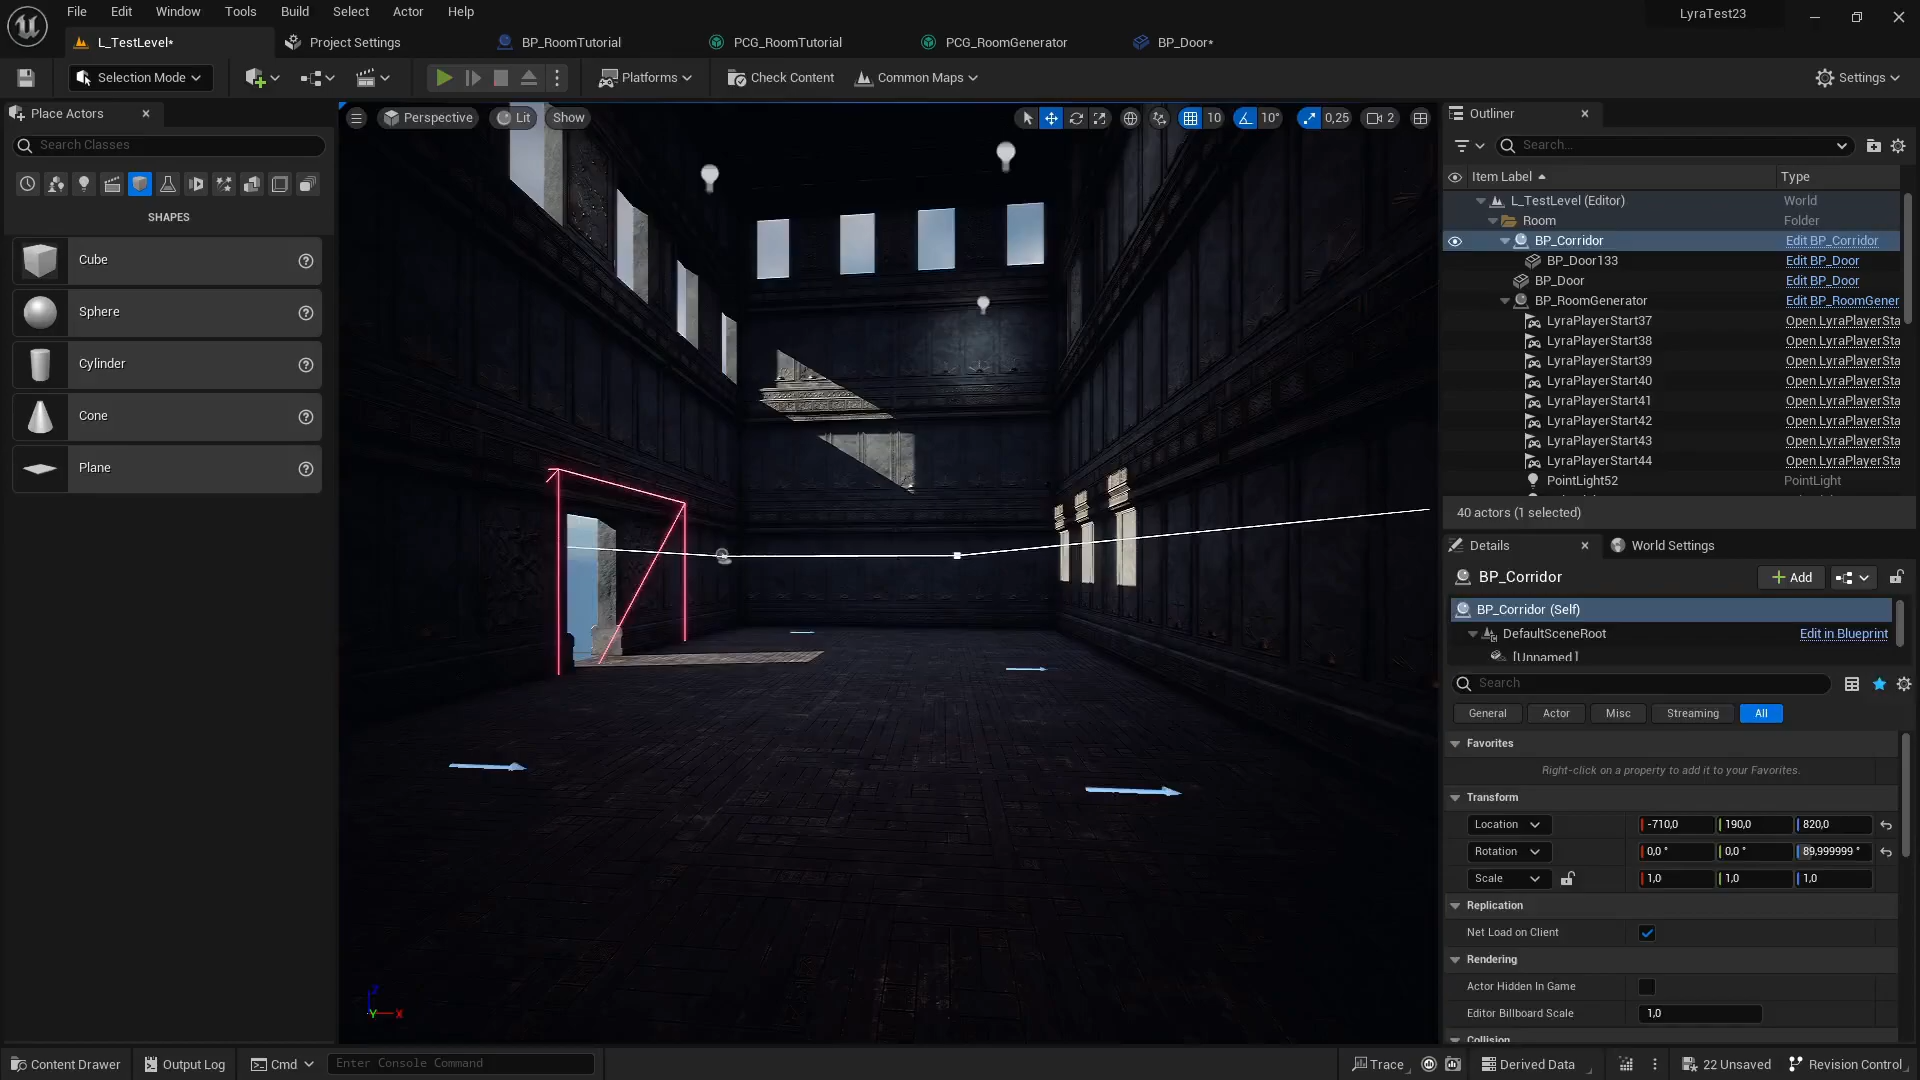 File Edit Window Tools Build Select Actor Help
LyraTest23
L_TestLevel*
Project Settings
BP_RoomTutorial
PCG_RoomTutorial
PCG_RoomGenerator
BP_Door*
Selection Mode
Platforms
Check Content
Common Maps
Settings
Place Actors
Search Classes
SHAPES
Cube
Sphere
Cylinder
Cone
Plane
Perspective
Lit
Show
10
10°
0,25
2
Z
Y
X
Outliner
Search...
Item Label
Type
L_TestLevel (Editor) World
Room Folder
BP_Corridor Edit BP_Corridor
BP_Door133 Edit BP_Door
BP_Door Edit BP_Door
BP_RoomGenerator Edit BP_RoomGener
LyraPlayerStart37 Open LyraPlayerSta
LyraPlayerStart38 Open LyraPlayerSta
LyraPlayerStart39 Open LyraPlayerSta
LyraPlayerStart40 Open LyraPlayerSta
LyraPlayerStart41 Open LyraPlayerSta
LyraPlayerStart42 Open LyraPlayerSta
LyraPlayerStart43 Open LyraPlayerSta
LyraPlayerStart44 Open LyraPlayerSta
PointLight52 PointLight
40 actors (1 selected)
Details
World Settings
BP_Corridor
Add
BP_Corridor (Self)
DefaultSceneRoot Edit in Blueprint
[Unnamed]
Search
General Actor Misc Streaming All
Favorites
Right-click on a property to add it to your Favorites.
Transform
Location -710,0 190,0 820,0
Rotation 0,0 ° 0,0 ° 89,999999 °
Scale 1,0 1,0 1,0
Replication
Net Load on Client
Rendering
Actor Hidden In Game
Editor Billboard Scale 1,0
Collision
Content Drawer
Output Log
Cmd
Enter Console Command
Trace
Derived Data
22 Unsaved
Revision Control